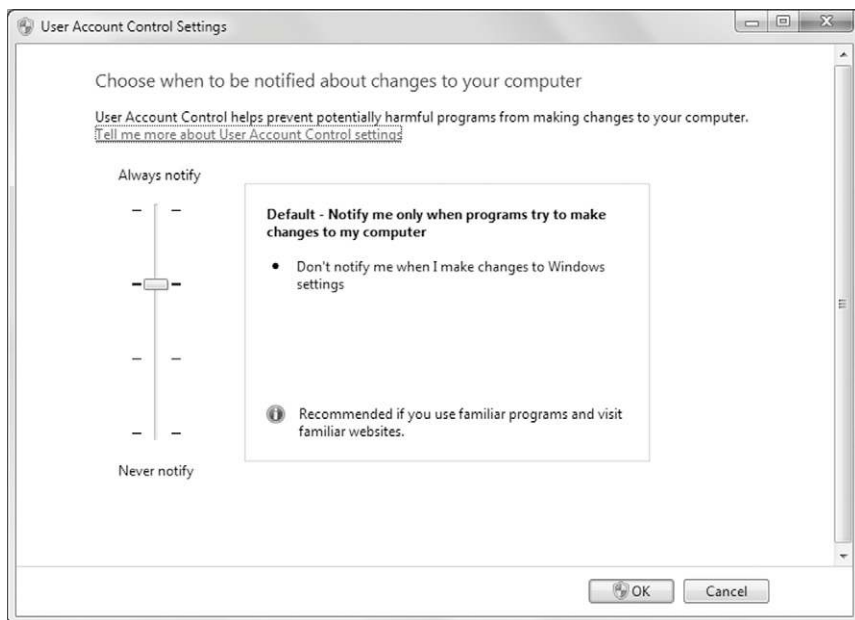 User Account Control Settings
Choose when to be notified about changes to your computer
User Account Control helps prevent potentially harmful programs from making changes to your computer.
Tell me more about User Account Control settings
Always notify
Default - Notify me only when programs try to make
changes to my computer
• Don't notify me when I make changes to Windows
settings
Recommended if you use familiar programs and visit
familiar websites.
Never notify
OK
Cancel